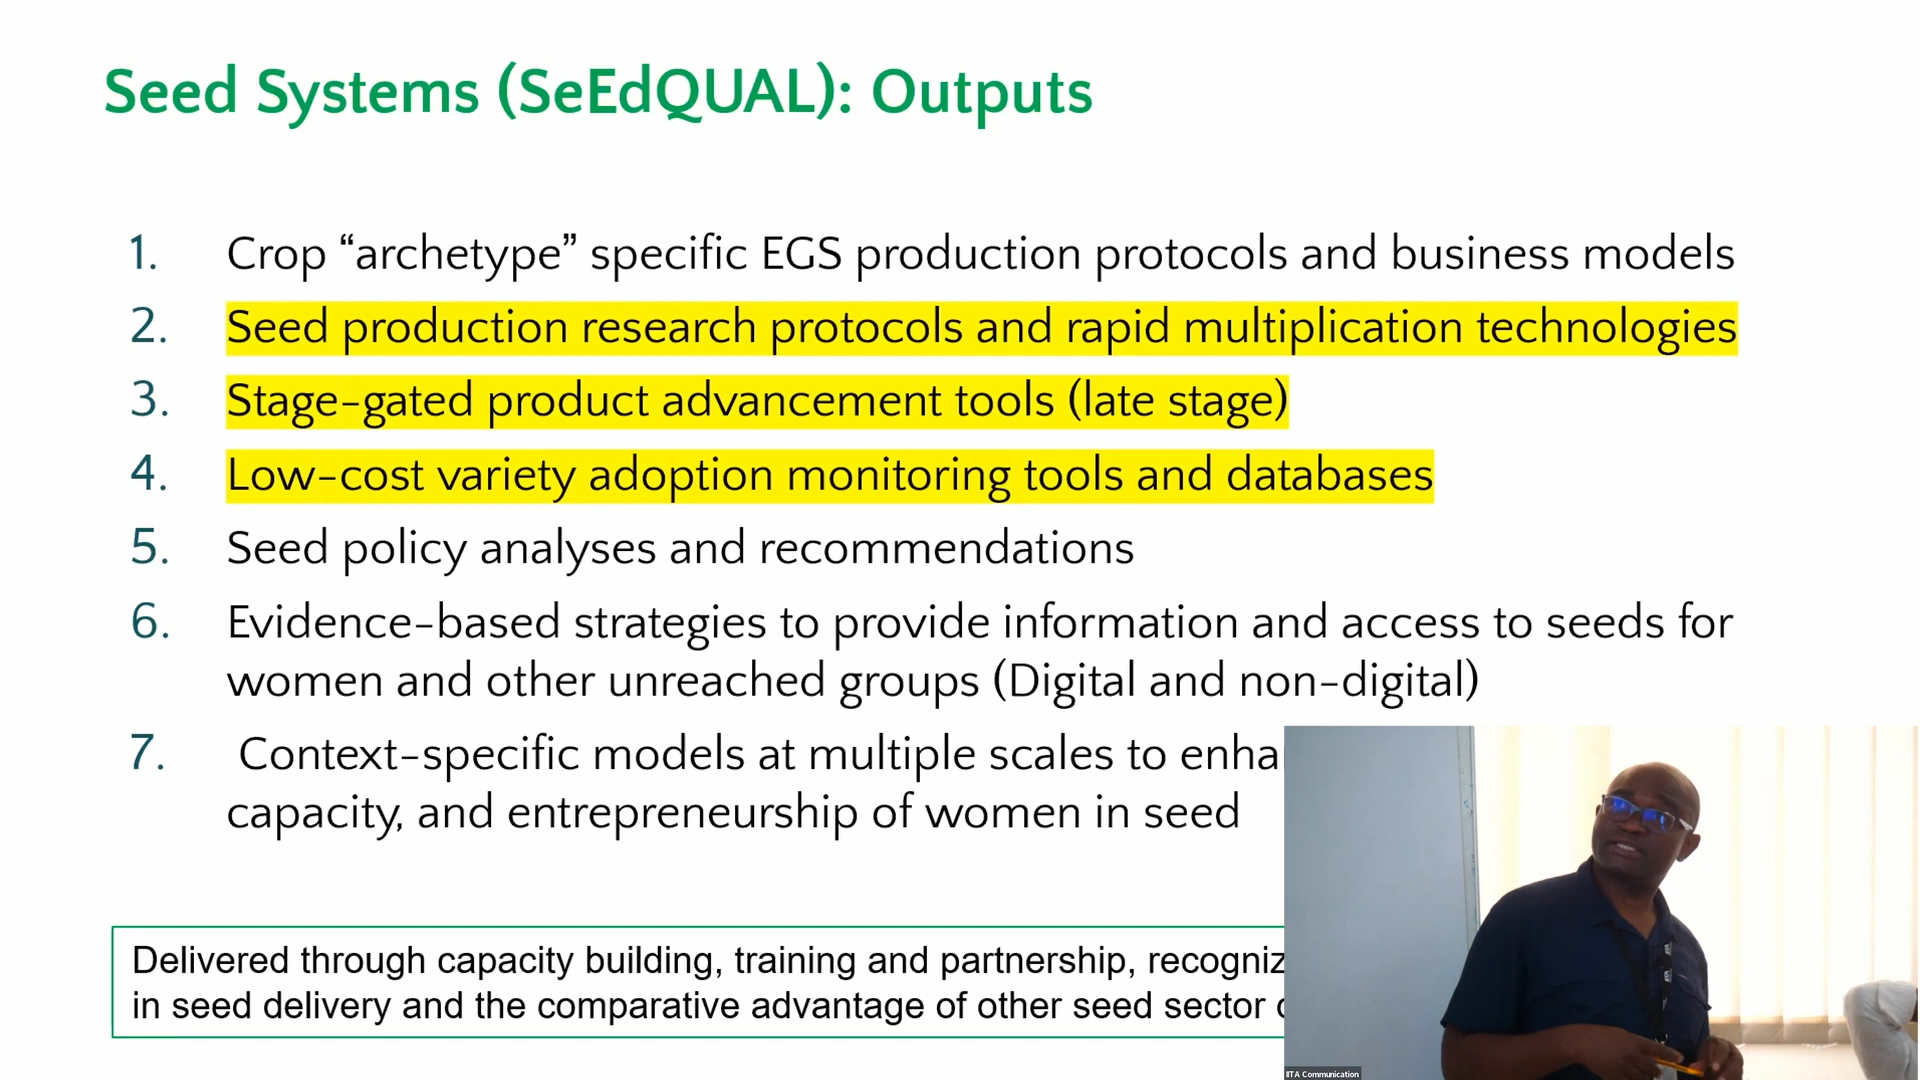 Seed Systems (SeEdQUAL): Outputs
1. Crop “archetype” specific EGS production protocols and business models
2. Seed production research protocols and rapid multiplication technologies
3. Stage-gated product advancement tools (late stage)
4. Low-cost variety adoption monitoring tools and databases
5. Seed policy analyses and recommendations
6. Evidence-based strategies to provide information and access to seeds for
women and other unreached groups (Digital and non-digital)
7. Context-specific models at multiple scales to
capacity, and entrepreneurship of women in seed
Delivered through capacity building, training and partnership,
in seed delivery and the comparative advantage of other seed sector
IITA Communication